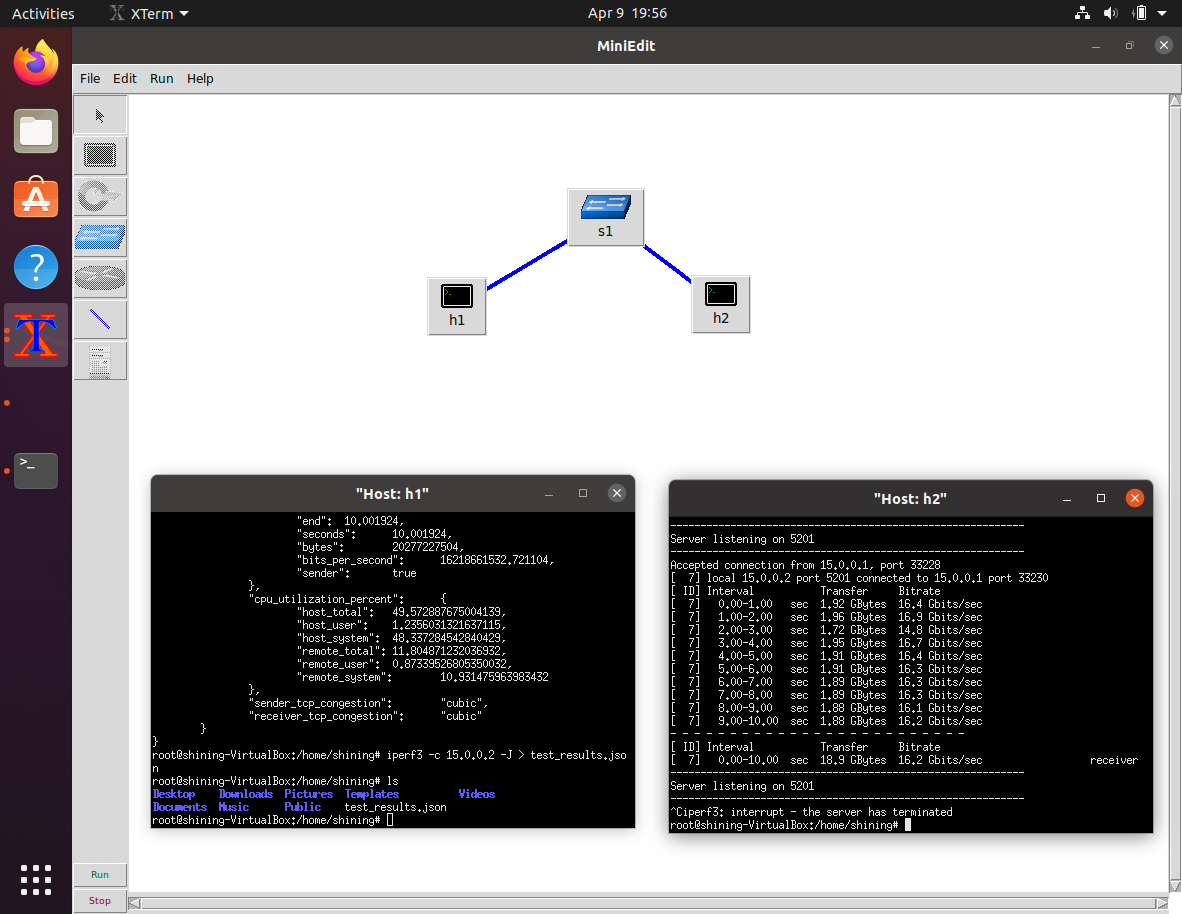 Activities XTerm Apr 9 19:56
MiniEdit
File Edit Run Help
s1
h1
h2
"Host: h1"
"end": 10.001924,
"seconds": 10.001924,
"bytes": 20277227504,
"bits_per_second": 16218661532.721104,
"sender": true
},
"cpu_utilization_percent": {
"host_total": 49.572887675004139,
"host_user": 1.2356031321637115,
"host_system": 48.337284542840429,
"remote_total": 11.804871232036932,
"remote_user": 0.87339526805350032,
"remote_system": 10.931475963983432
},
"sender_tcp_congestion": "cubic",
"receiver_tcp_congestion": "cubic"
}
}
root@shining-VirtualBox:/home/shining# iperf3 -c 15.0.0.2 -J > test_results.jso
n
root@shining-VirtualBox:/home/shining# ls
Desktop Downloads Pictures Templates Videos
Documents Music Public test_results.json
root@shining-VirtualBox:/home/shining#
"Host: h2"
-----------------------------------------------------------
Server listening on 5201
-----------------------------------------------------------
Accepted connection from 15.0.0.1, port 33228
[ 7] local 15.0.0.2 port 5201 connected to 15.0.0.1 port 33230
[ ID] Interval Transfer Bitrate
[ 7] 0.00-1.00 sec 1.92 GBytes 16.4 Gbits/sec
[ 7] 1.00-2.00 sec 1.96 GBytes 16.9 Gbits/sec
[ 7] 2.00-3.00 sec 1.72 GBytes 14.8 Gbits/sec
[ 7] 3.00-4.00 sec 1.95 GBytes 16.7 Gbits/sec
[ 7] 4.00-5.00 sec 1.91 GBytes 16.4 Gbits/sec
[ 7] 5.00-6.00 sec 1.91 GBytes 16.3 Gbits/sec
[ 7] 6.00-7.00 sec 1.89 GBytes 16.3 Gbits/sec
[ 7] 7.00-8.00 sec 1.89 GBytes 16.3 Gbits/sec
[ 7] 8.00-9.00 sec 1.88 GBytes 16.1 Gbits/sec
[ 7] 9.00-10.00 sec 1.88 GBytes 16.2 Gbits/sec
- - - - - - - - - - - - - - - - - - - - - - - - -
[ ID] Interval Transfer Bitrate
[ 7] 0.00-10.00 sec 18.9 GBytes 16.2 Gbits/sec receiver
-----------------------------------------------------------
Server listening on 5201
-----------------------------------------------------------
^Ciperf3: interrupt - the server has terminated
root@shining-VirtualBox:/home/shining#
Run
Stop